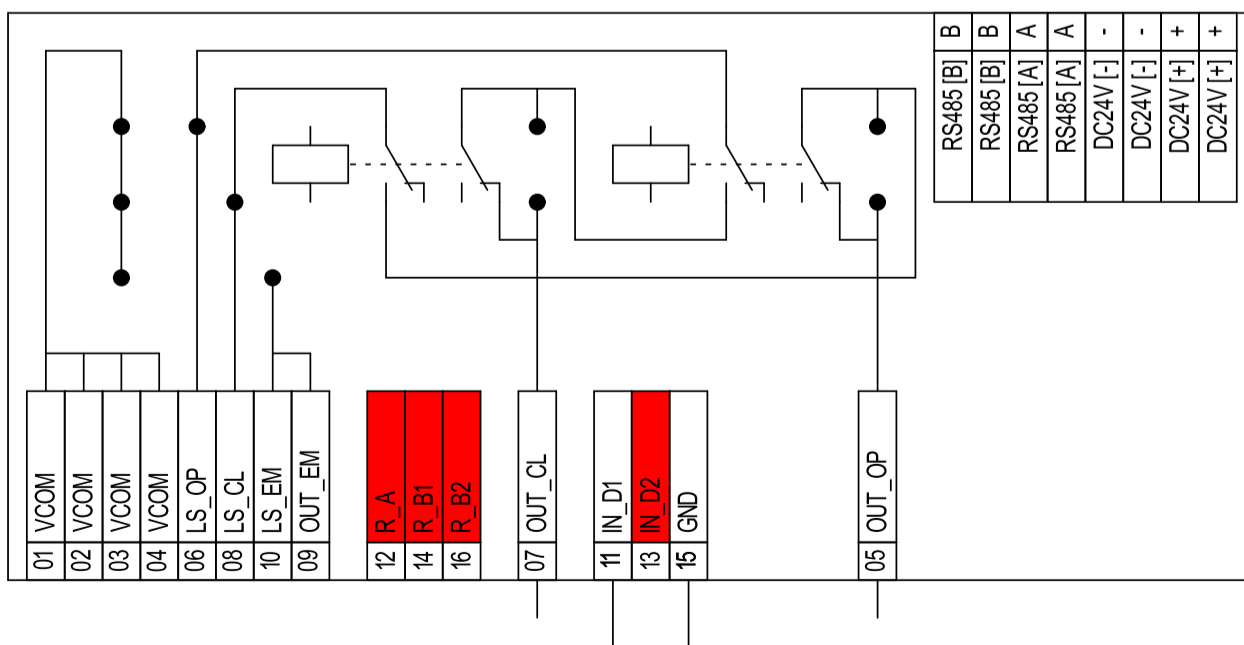 RS485 [B] B
RS485 [B] B
RS485 [A] A
RS485 [A] A
DC24V [-] -
DC24V [-] -
DC24V [+] +
DC24V [+] +
01 VCOM
02 VCOM
03 VCOM
04 VCOM
06 LS_OP
08 LS_CL
10 LS_EM
09 OUT_EM
12 R_A
14 R_B1
16 R_B2
07 OUT_CL
11 IN_D1
13 IN_D2
15 GND
05 OUT_OP